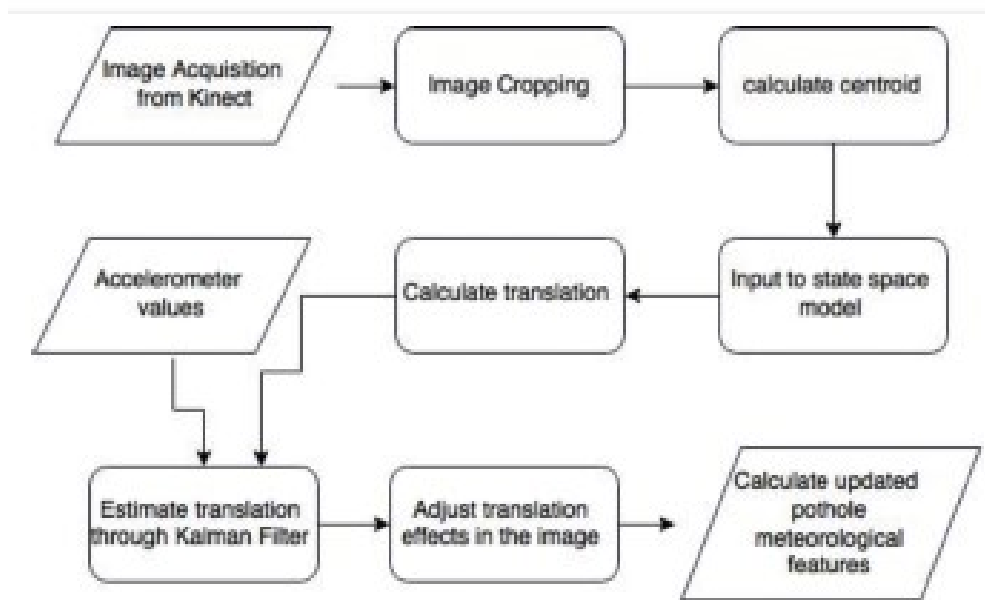 Image Acquisition
from Kinect
Image Cropping
calculate centroid
Accelerometer
values
Calculate translation
Input to state space
model
Estimate translation
through Kalman Filter
Adjust translation
effects in the image
Calculate updated
pothole
meteorological
features